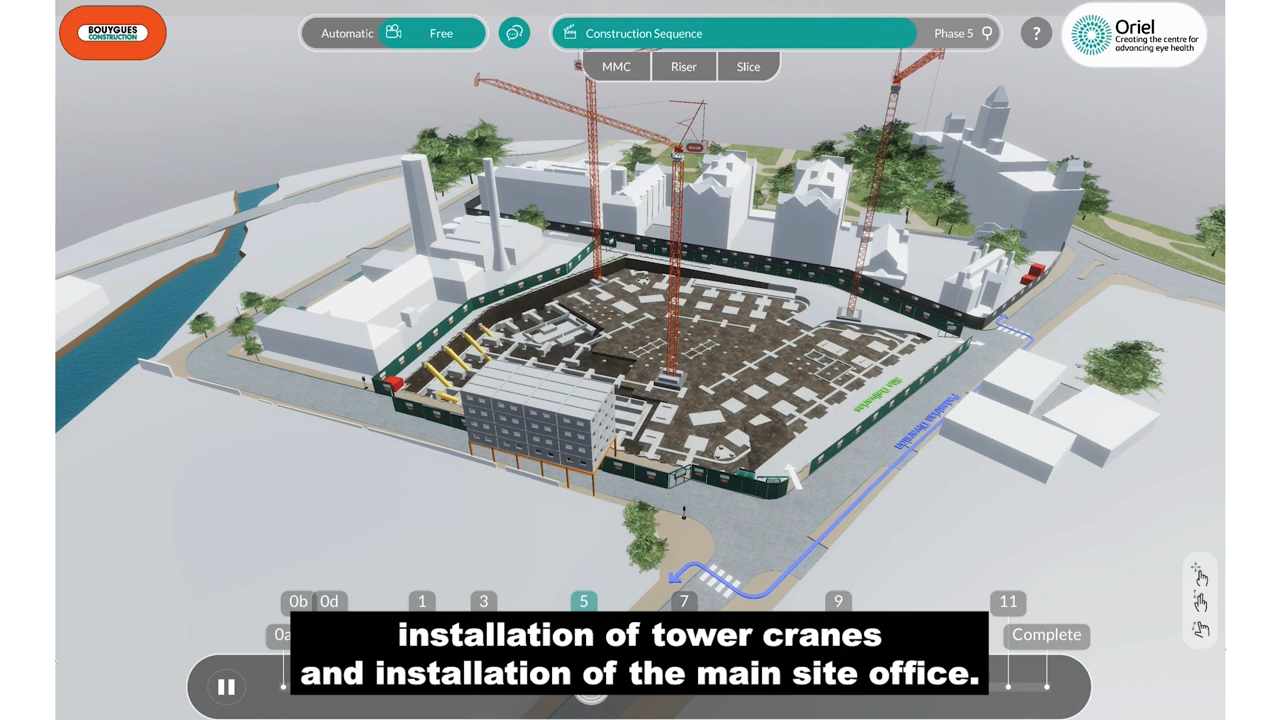 BOUYGUES
CONSTRUCTION
Automatic
Free
Construction Sequence
Phase 5
?
Oriel
Creating the centre for
advancing eye health
MMC
Riser
Slice
0b
0d
1
3
5
7
9
11
0a
Complete
installation of tower cranes
and installation of the main site office.